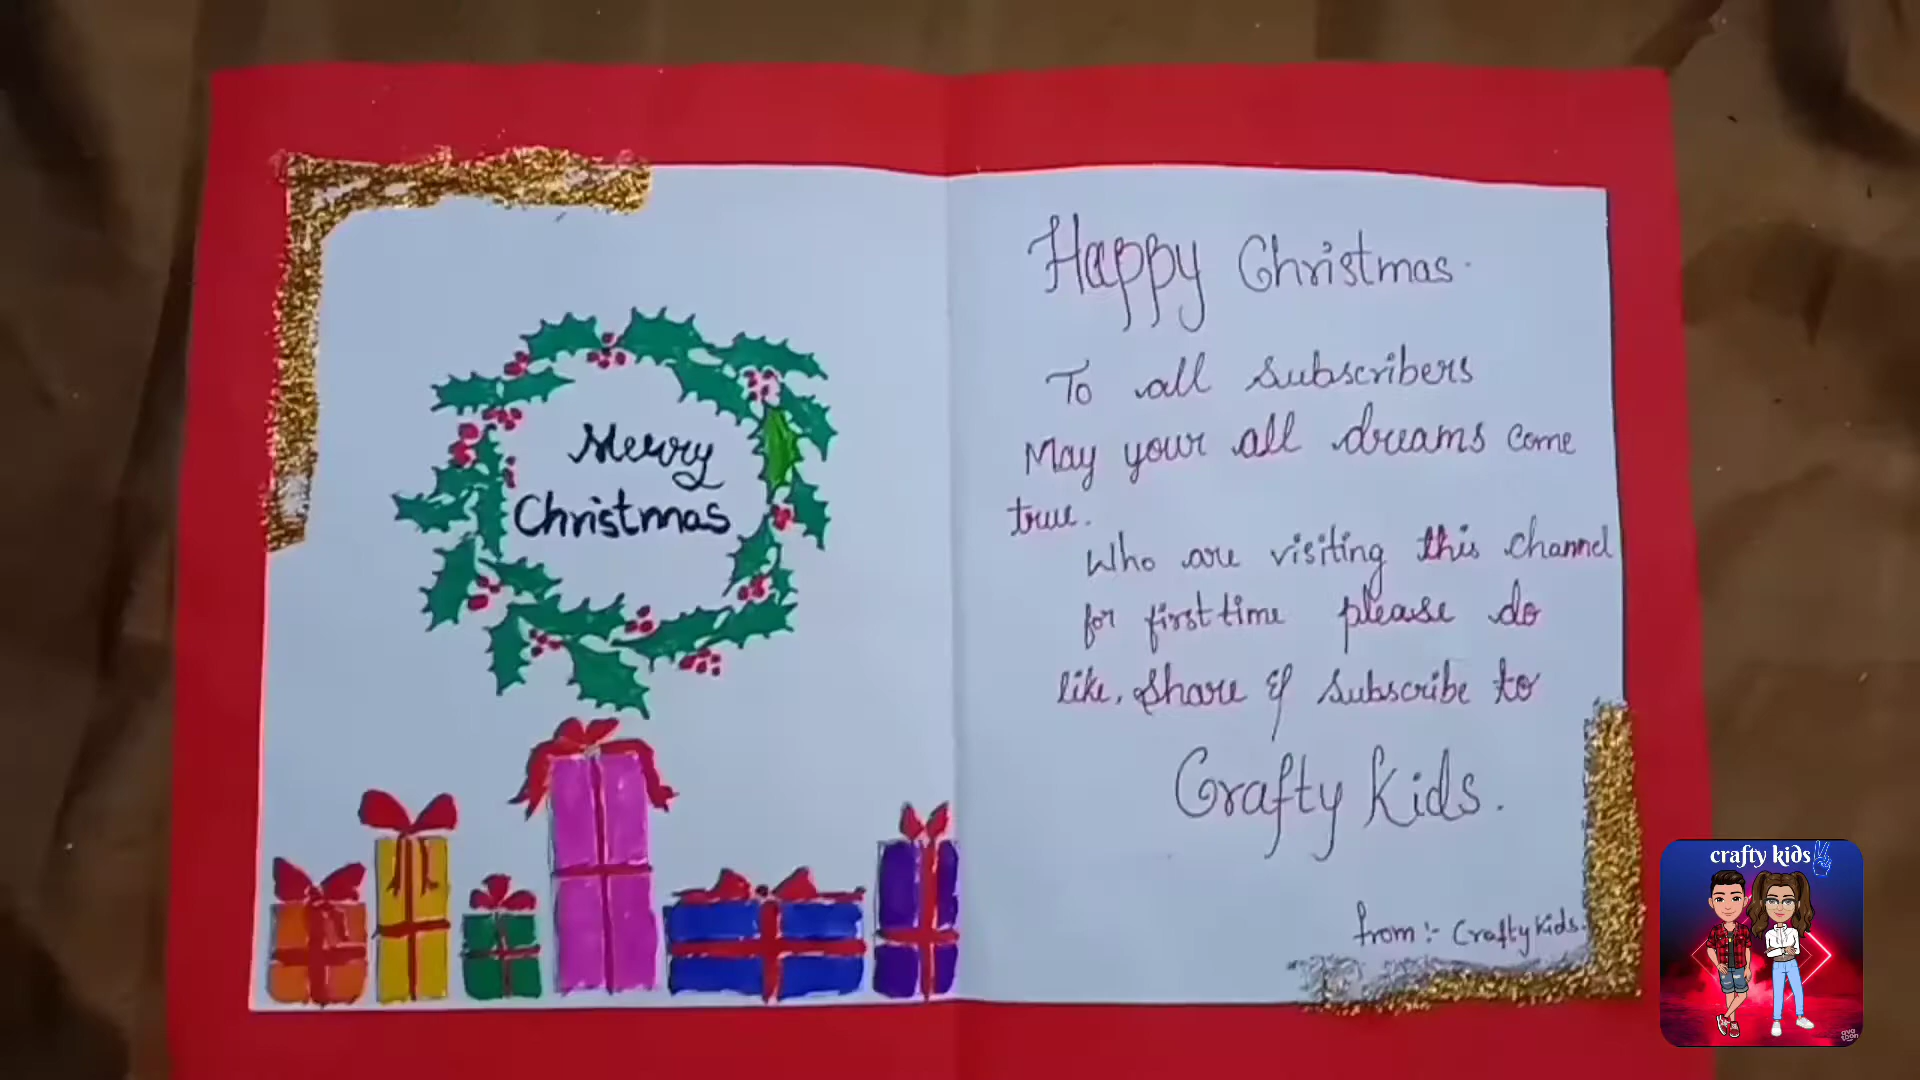 Merry
Christmas
Happy Christmas.
To all Subscribers
May your all dreams come
true.
Who are visiting this channel
for first time please do
like, Share & Subscribe to
Crafty Kids.
from :- Crafty Kids.
crafty kids